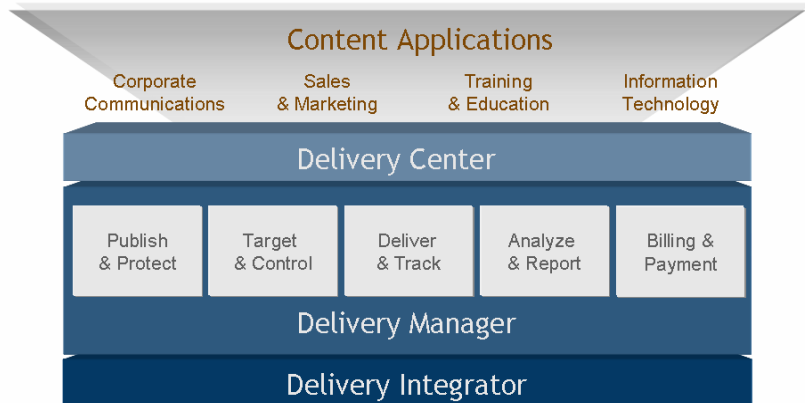 Content Applications
Corporate
Communications
Sales
& Marketing
Training
& Education
Information
Technology
Delivery Center
Publish
& Protect
Target
& Control
Deliver
& Track
Analyze
& Report
Billing &
Payment
Delivery Manager
Delivery Integrator